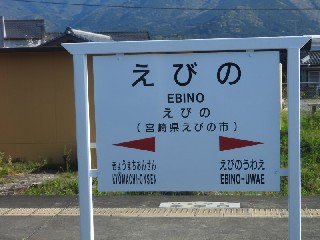 えびの
EBINO
えびの
(宮崎県えびの市)
きょうまちおんせん えびのうわえ
KYŌMACHI-ONSEN EBINO-UWAE